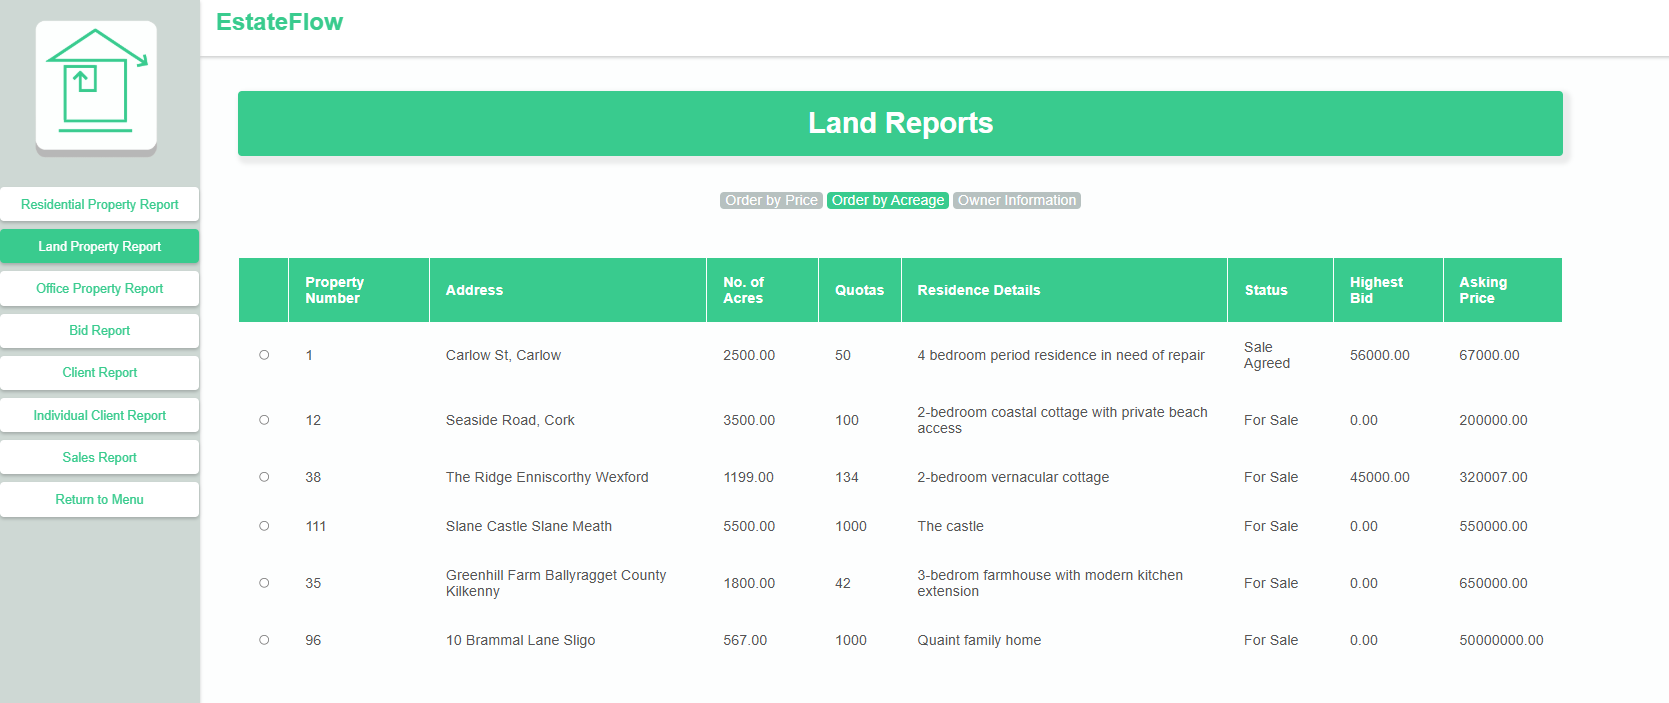 EstateFlow
Residential Property Report
Land Property Report
Office Property Report
Bid Report
Client Report
Individual Client Report
Sales Report
Return to Menu
Land Reports
Order by Price Order by Acreage Owner Information
Property Number Address No. of Acres Quotas Residence Details Status Highest Bid Asking Price
1 Carlow St, Carlow 2500.00 50 4 bedroom period residence in need of repair Sale Agreed 56000.00 67000.00
12 Seaside Road, Cork 3500.00 100 2-bedroom coastal cottage with private beach access For Sale 0.00 200000.00
38 The Ridge Enniscorthy Wexford 1199.00 134 2-bedroom vernacular cottage For Sale 45000.00 320007.00
111 Slane Castle Slane Meath 5500.00 1000 The castle For Sale 0.00 550000.00
35 Greenhill Farm Ballyragget County Kilkenny 1800.00 42 3-bedrom farmhouse with modern kitchen extension For Sale 0.00 650000.00
96 10 Brammal Lane Sligo 567.00 1000 Quaint family home For Sale 0.00 50000000.00